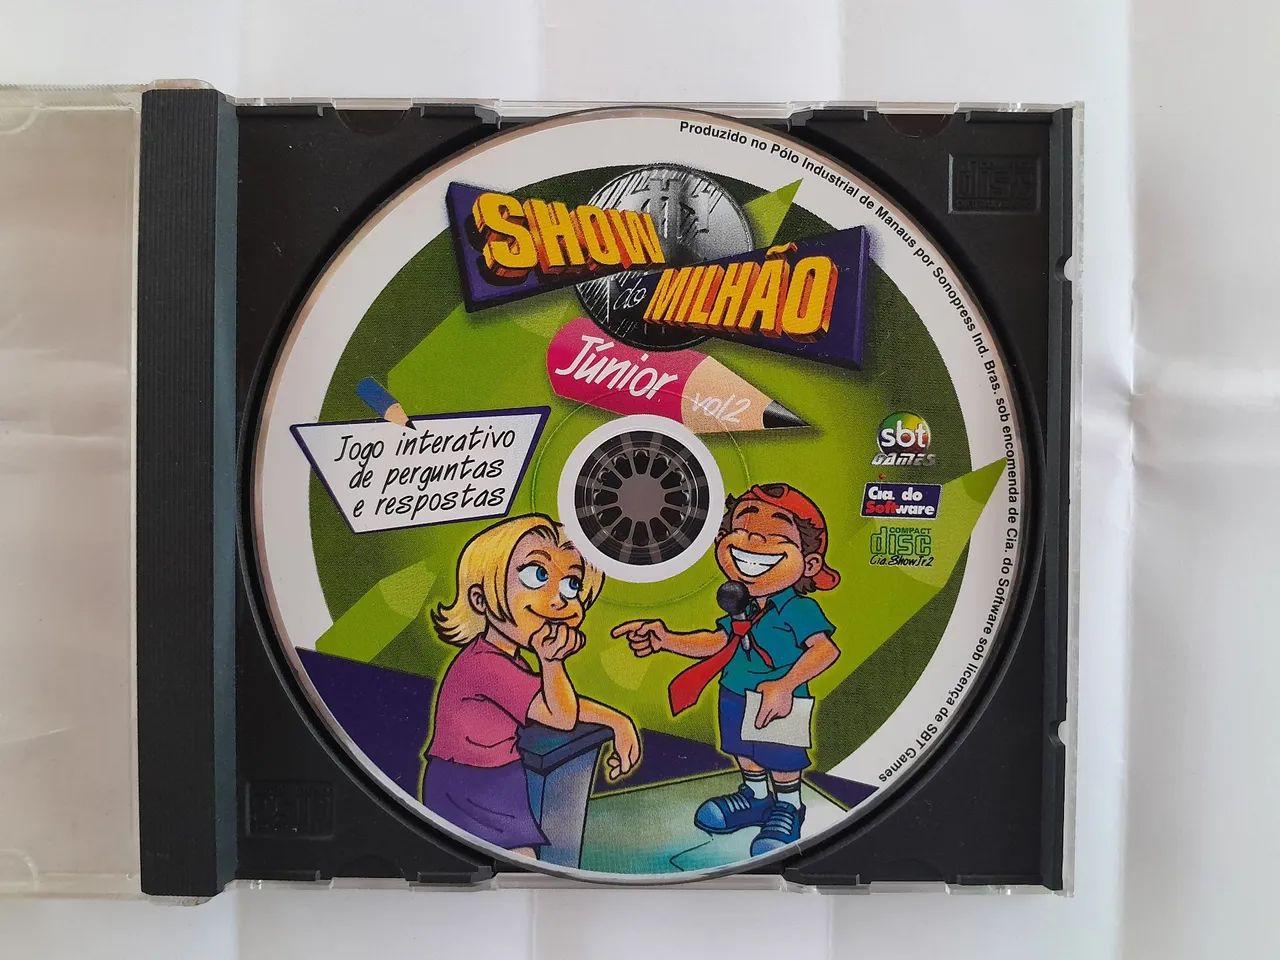 SHOW
do
MILHÃO
Júnior
vol2
Jogo interativo
de perguntas
e respostas
sbt
GAMES
Cia. do
Software
COMPACT
disc
Cia.ShowJr2
Produzido no Pólo Industrial de Manaus por Sonopress Ind. Bras. sob encomenda de Cia. do Software sob licença de SBT Games
disc